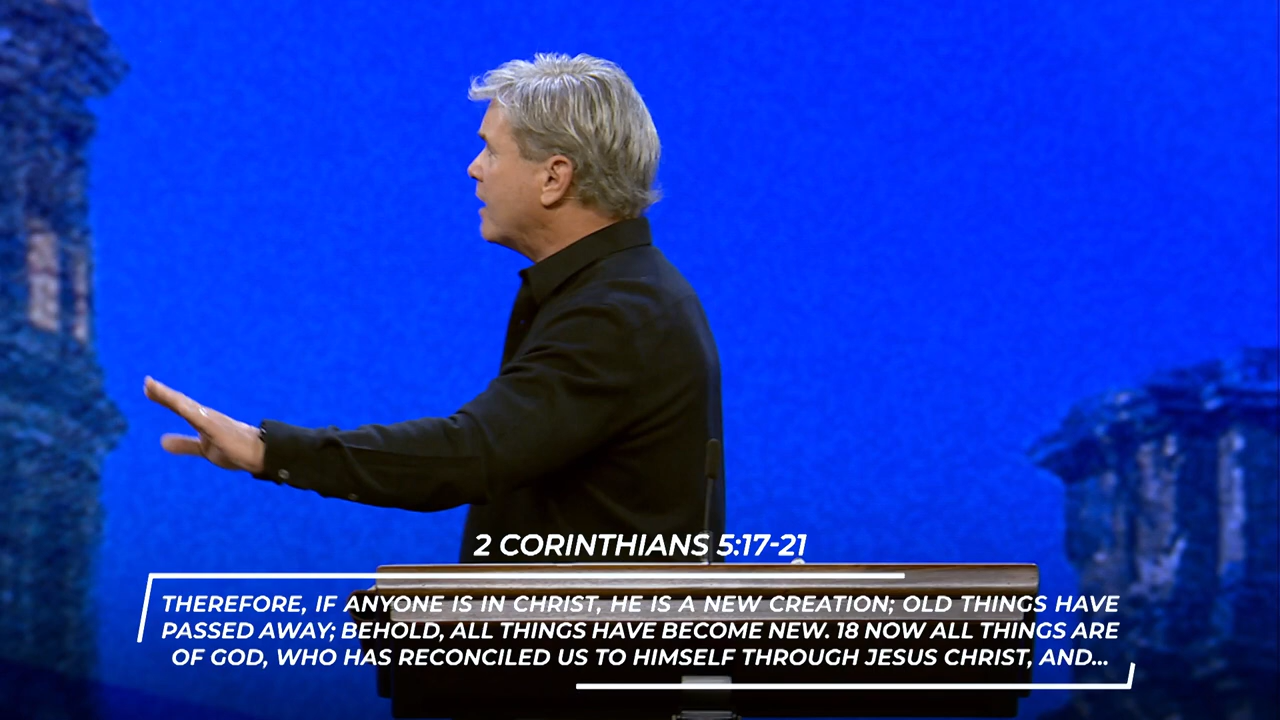 2 CORINTHIANS 5:17-21
THEREFORE, IF ANYONE IS IN CHRIST, HE IS A NEW CREATION; OLD THINGS HAVE
PASSED AWAY; BEHOLD, ALL THINGS HAVE BECOME NEW. 18 NOW ALL THINGS ARE
OF GOD, WHO HAS RECONCILED US TO HIMSELF THROUGH JESUS CHRIST, AND...